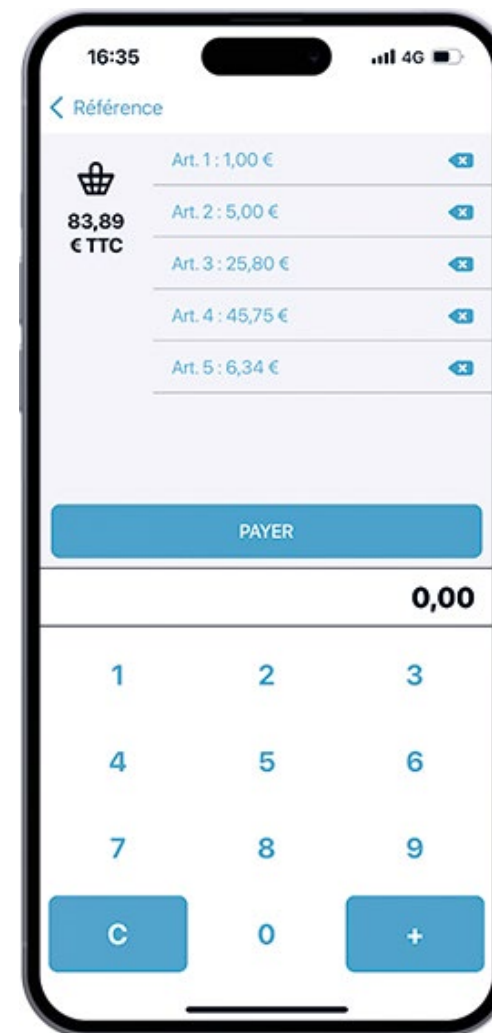 16:35
4G
Référence
83,89
€ TTC
Art. 1 : 1,00 €
Art. 2 : 5,00 €
Art. 3 : 25,80 €
Art. 4 : 45,75 €
Art. 5 : 6,34 €
PAYER
0,00
1 2 3
4 5 6
7 8 9
C 0 +